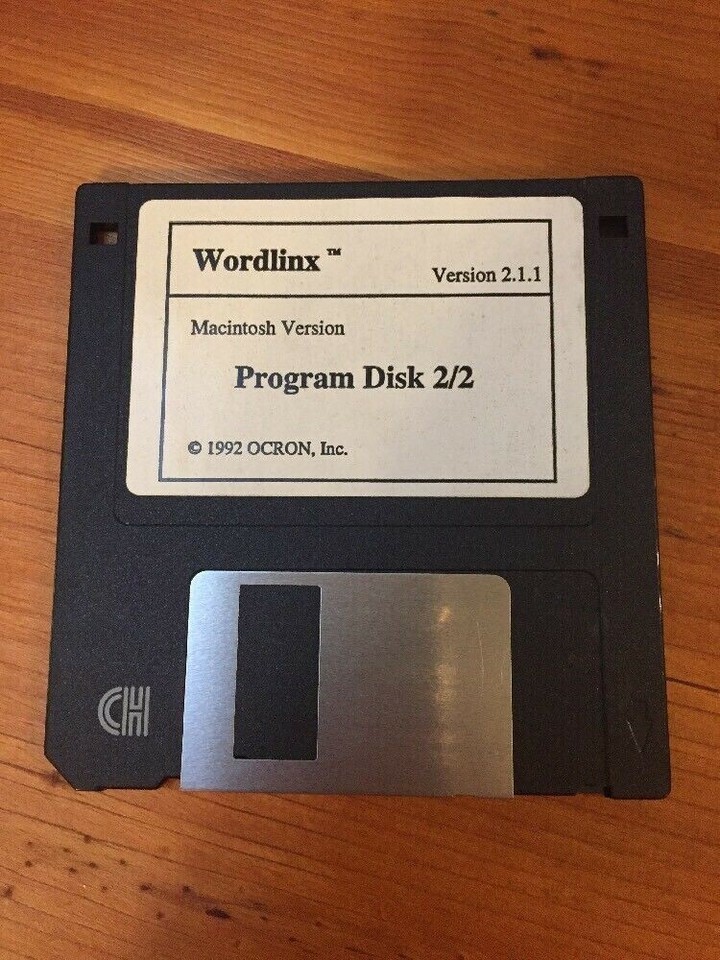 Wordlinx™
Version 2.1.1
Macintosh Version
Program Disk 2/2
© 1992 OCRON, Inc.
CH